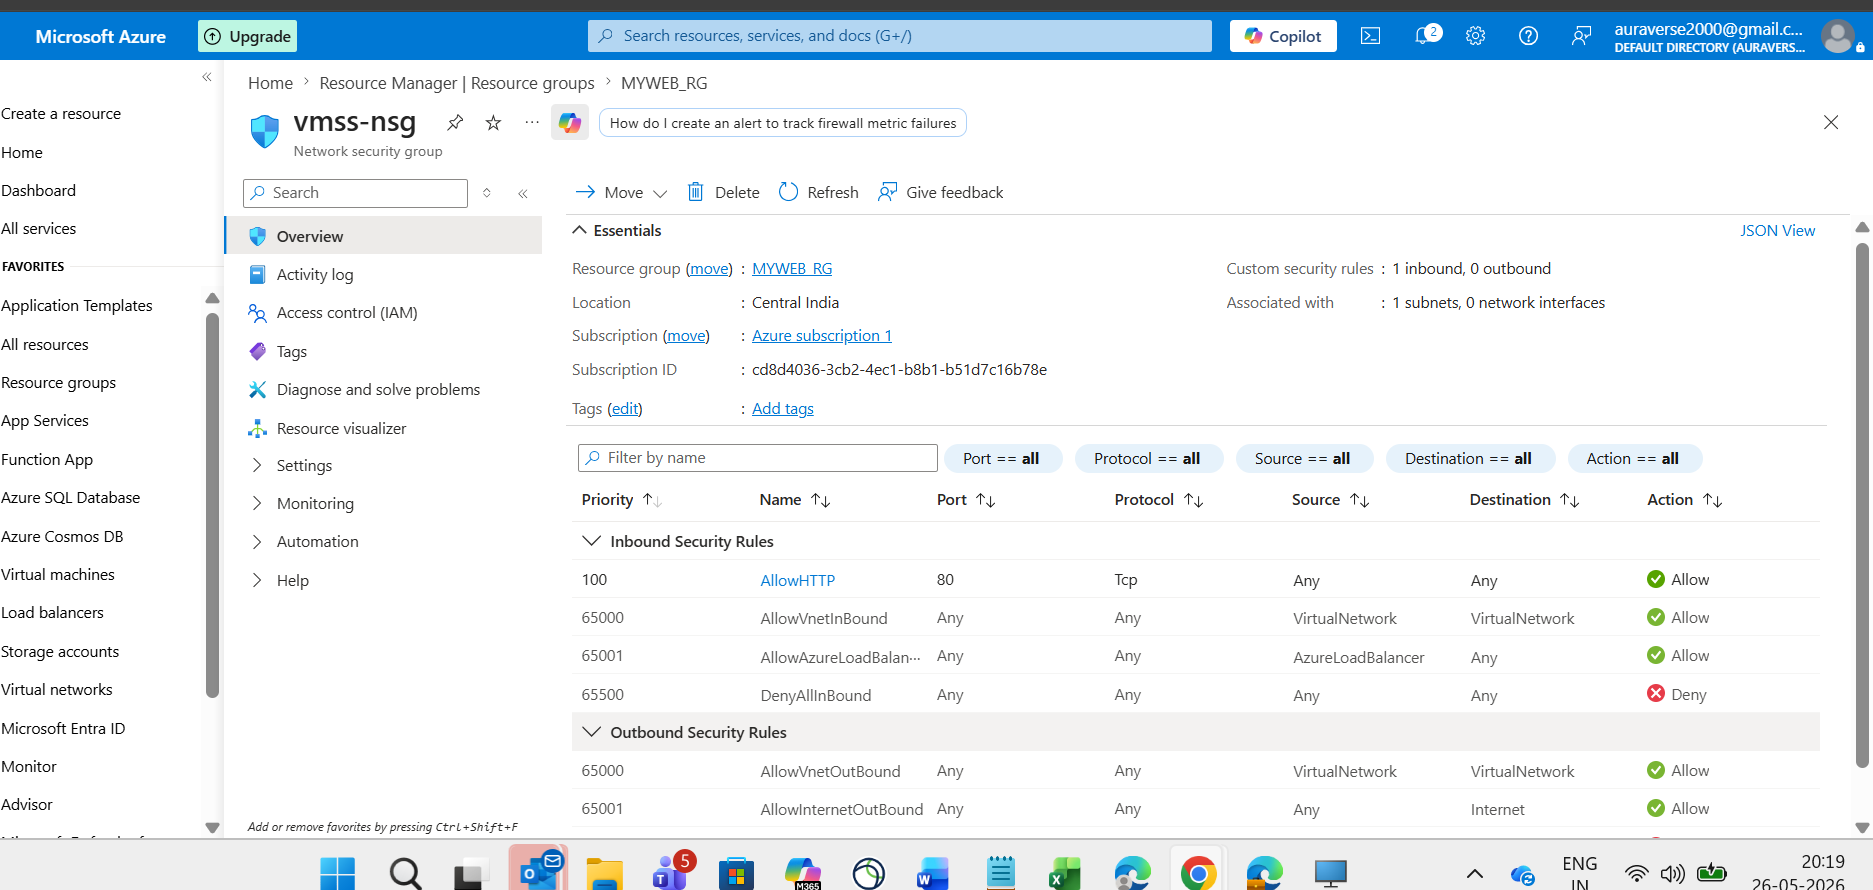 Microsoft Azure
Upgrade
Search resources, services, and docs (G+/)
Copilot
2
auraverse2000@gmail.c...
DEFAULT DIRECTORY (AURAVERS...
Create a resource
Home
Dashboard
All services
FAVORITES
Application Templates
All resources
Resource groups
App Services
Function App
Azure SQL Database
Azure Cosmos DB
Virtual machines
Load balancers
Storage accounts
Virtual networks
Microsoft Entra ID
Monitor
Advisor
Home > Resource Manager | Resource groups > MYWEB_RG
vmss-nsg
Network security group
How do I create an alert to track firewall metric failures
Search
Overview
Activity log
Access control (IAM)
Tags
Diagnose and solve problems
Resource visualizer
Settings
Monitoring
Automation
Help
Add or remove favorites by pressing Ctrl+Shift+F
Move
Delete
Refresh
Give feedback
Essentials
JSON View
Resource group (move) : MYWEB_RG
Location : Central India
Subscription (move) : Azure subscription 1
Subscription ID : cd8d4036-3cb2-4ec1-b8b1-b51d7c16b78e
Tags (edit) : Add tags
Custom security rules : 1 inbound, 0 outbound
Associated with : 1 subnets, 0 network interfaces
Filter by name
Port == all
Protocol == all
Source == all
Destination == all
Action == all
Priority Name Port Protocol Source Destination Action
Inbound Security Rules
100 AllowHTTP 80 Tcp Any Any Allow
65000 AllowVnetInBound Any Any VirtualNetwork VirtualNetwork Allow
65001 AllowAzureLoadBalan... Any Any AzureLoadBalancer Any Allow
65500 DenyAllInBound Any Any Any Any Deny
Outbound Security Rules
65000 AllowVnetOutBound Any Any VirtualNetwork VirtualNetwork Allow
65001 AllowInternetOutBound Any Any Any Internet Allow
5
M365
ENG
IN
20:19
26-05-2026